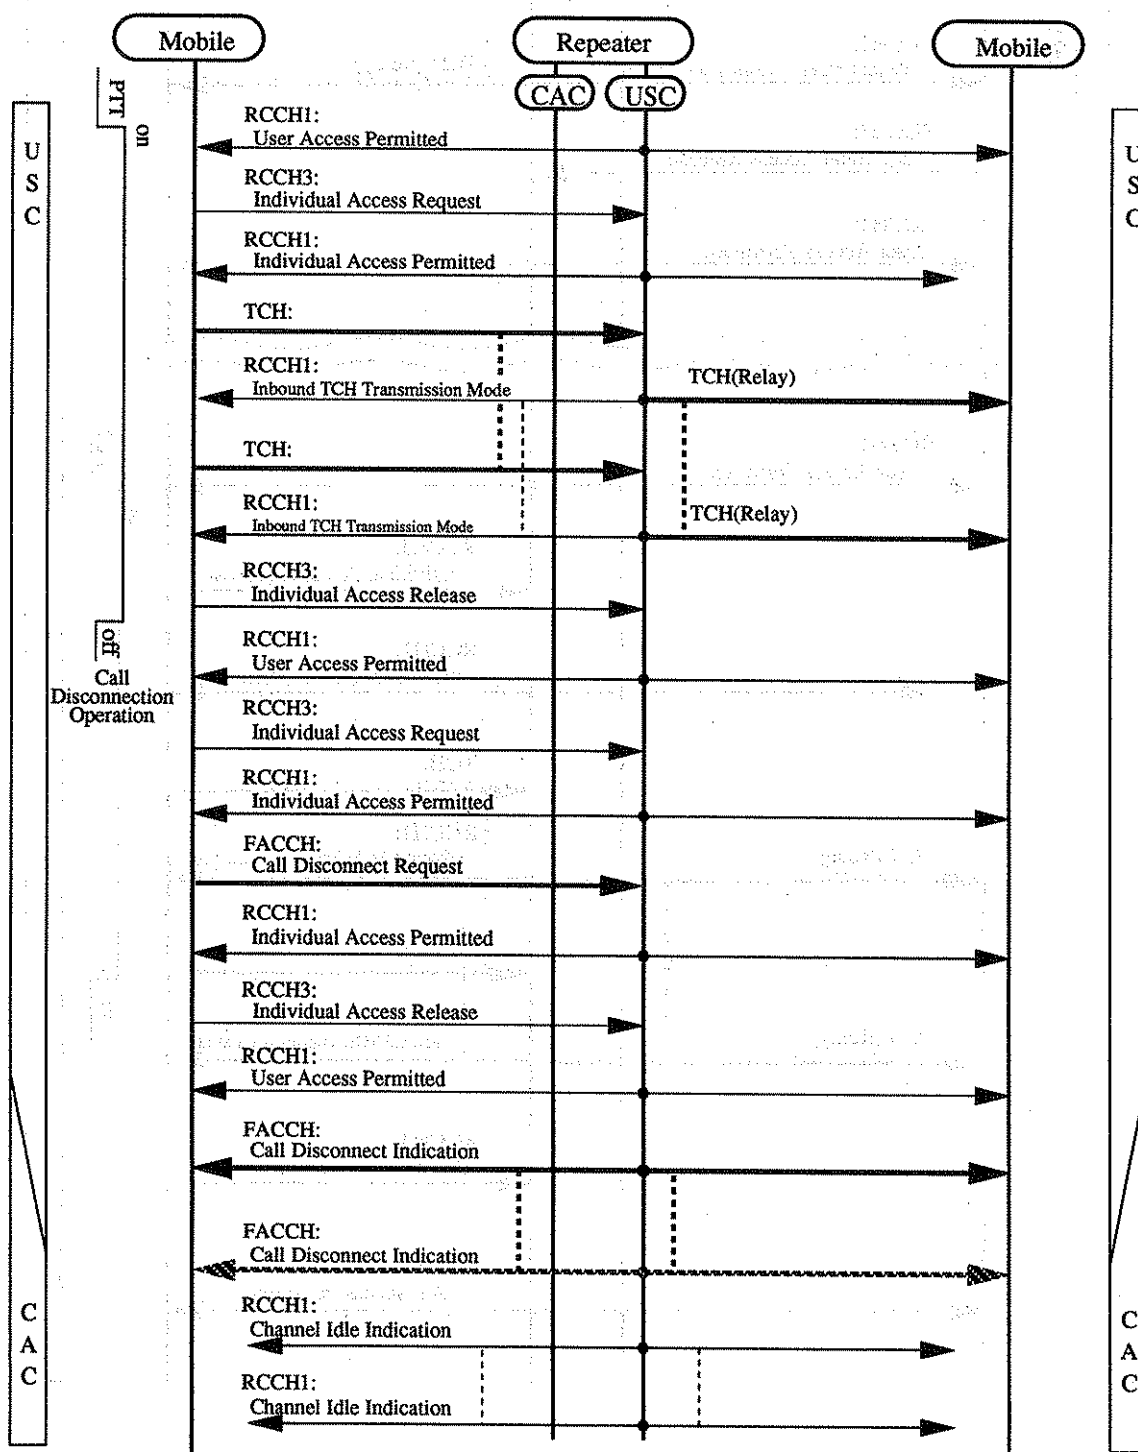 Mobile
Repeater
Mobile
CAC
USC
PTT
on
U
S
C
U
S
C
RCCH1:
User Access Permitted
RCCH3:
Individual Access Request
RCCH1:
Individual Access Permitted
TCH:
RCCH1:
Inbound TCH Transmission Mode
TCH(Relay)
TCH:
RCCH1:
Inbound TCH Transmission Mode
TCH(Relay)
RCCH3:
Individual Access Release
off
Call
Disconnection
Operation
RCCH1:
User Access Permitted
RCCH3:
Individual Access Request
RCCH1:
Individual Access Permitted
FACCH:
Call Disconnect Request
RCCH1:
Individual Access Permitted
RCCH3:
Individual Access Release
RCCH1:
User Access Permitted
FACCH:
Call Disconnect Indication
FACCH:
Call Disconnect Indication
C
A
C
C
A
C
RCCH1:
Channel Idle Indication
RCCH1:
Channel Idle Indication